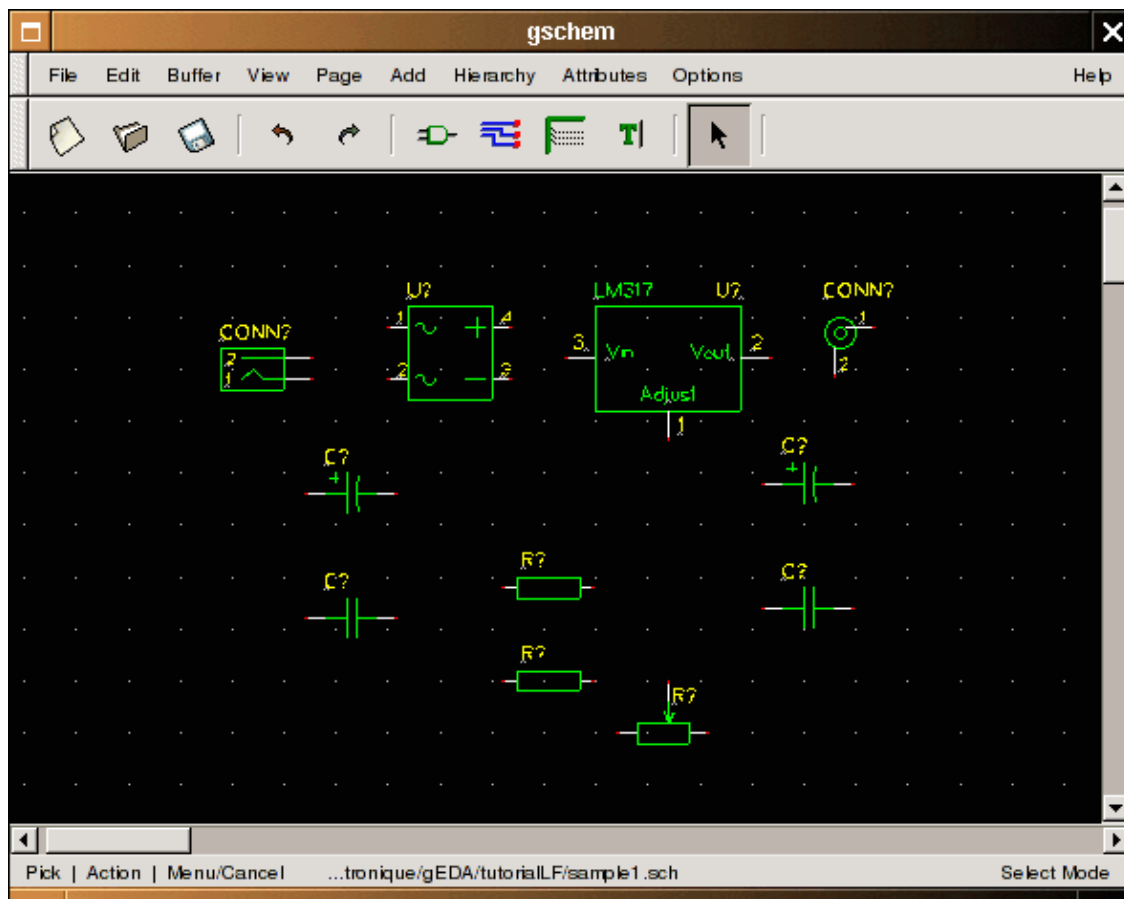 gschem
File Edit Buffer View Page Add Hierarchy Attributes Options Help
T
U? LM317 U? CONN?
1 4 1
CONN? 3 Vin Vout 2
2 2
1 2 3
Adjust
1
C? C?
+ +
R?
C? C?
R?
R?
Pick | Action | Menu/Cancel ...tronique/gEDA/tutorialLF/sample1.sch Select Mode